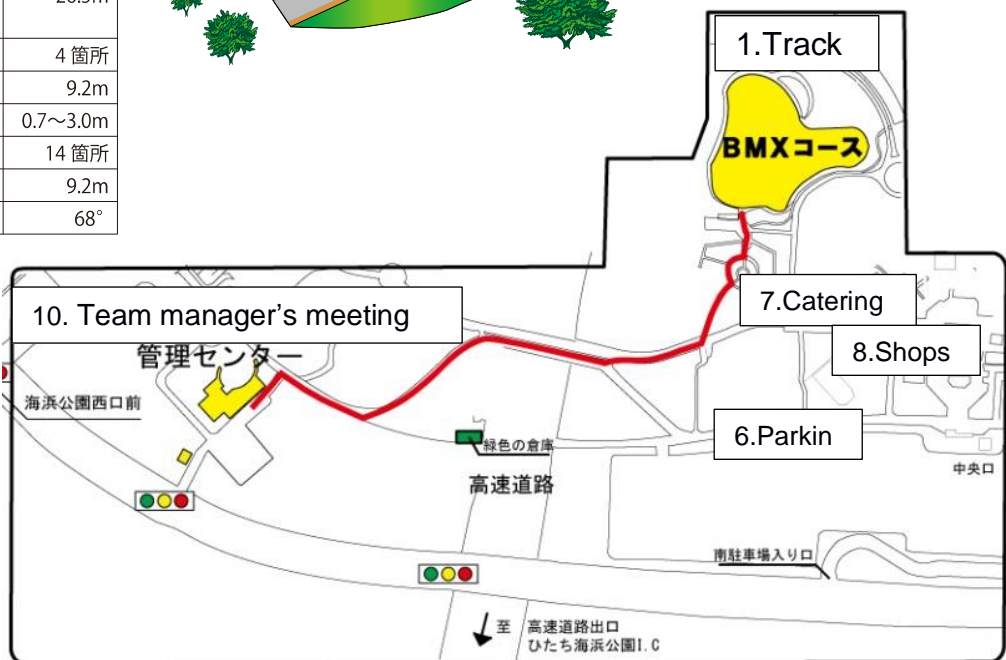 4 箇所
9.2m
0.7〜3.0m
14 箇所
9.2m
68°
1.Track
BMXコース
10. Team manager's meeting
7.Catering
8.Shops
管理センター
海浜公園西口前
6.Parkin
緑色の倉庫
高速道路
中央口
南駐車場入り口
至 高速道路出口
ひたち海浜公園I.C